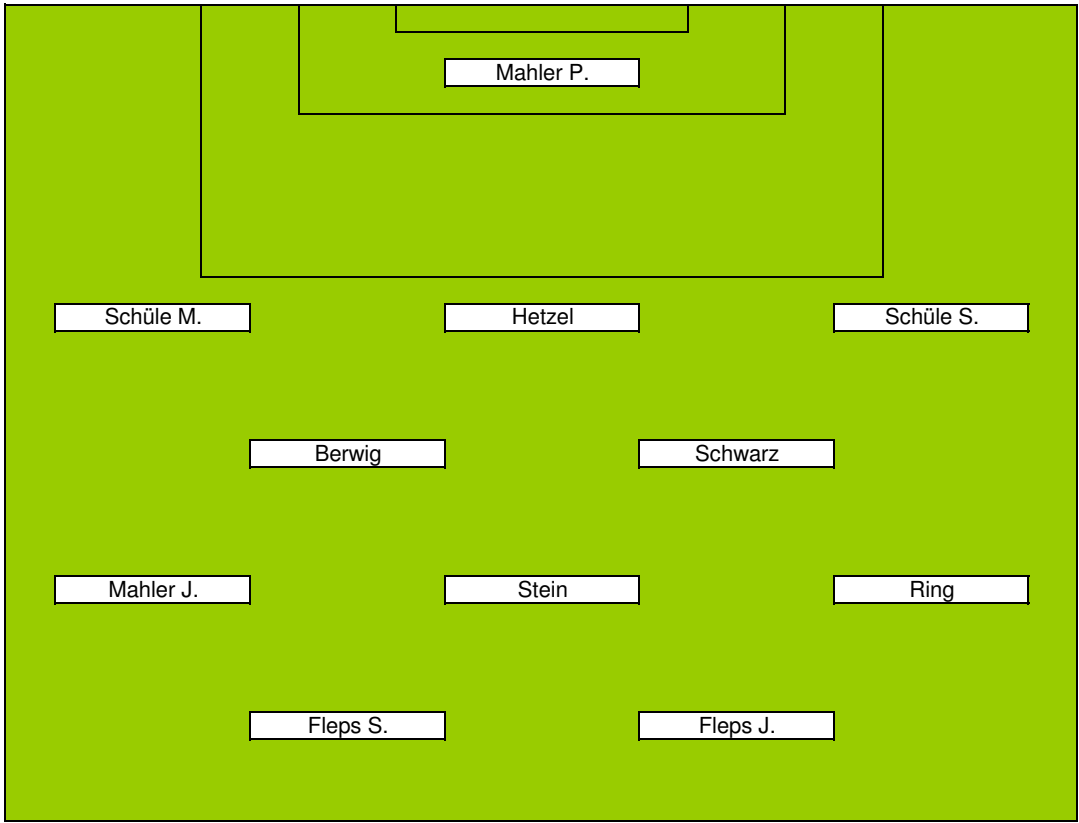 Mahler P.
Schüle M. Hetzel Schüle S.
Berwig Schwarz
Mahler J. Stein Ring
Fleps S. Fleps J.